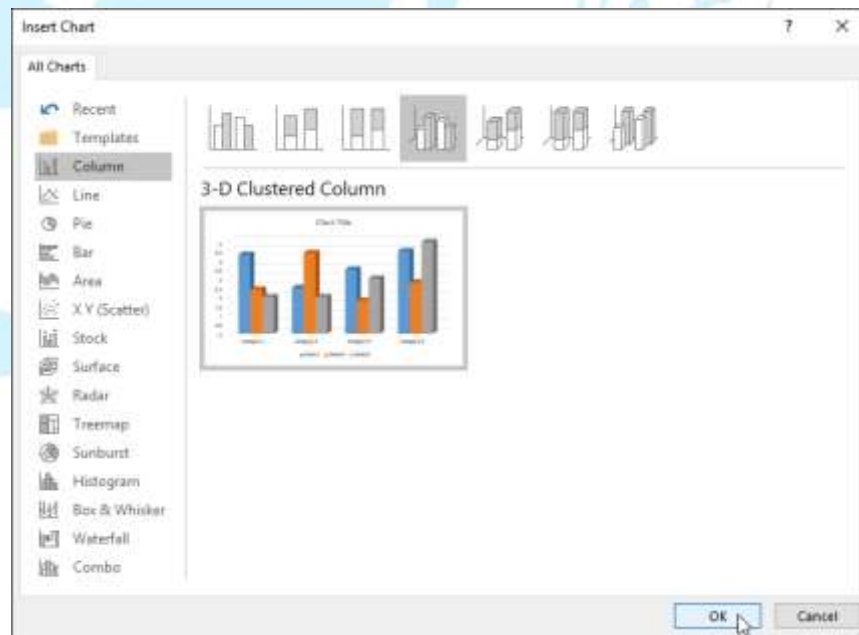 Insert Chart
?
All Charts
Recent
Templates
Column
Line
Pie
Bar
Area
X Y (Scatter)
Stock
Surface
Radar
Treemap
Sunburst
Histogram
Box & Whisker
Waterfall
Combo
3-D Clustered Column
Chart Title
OK
Cancel